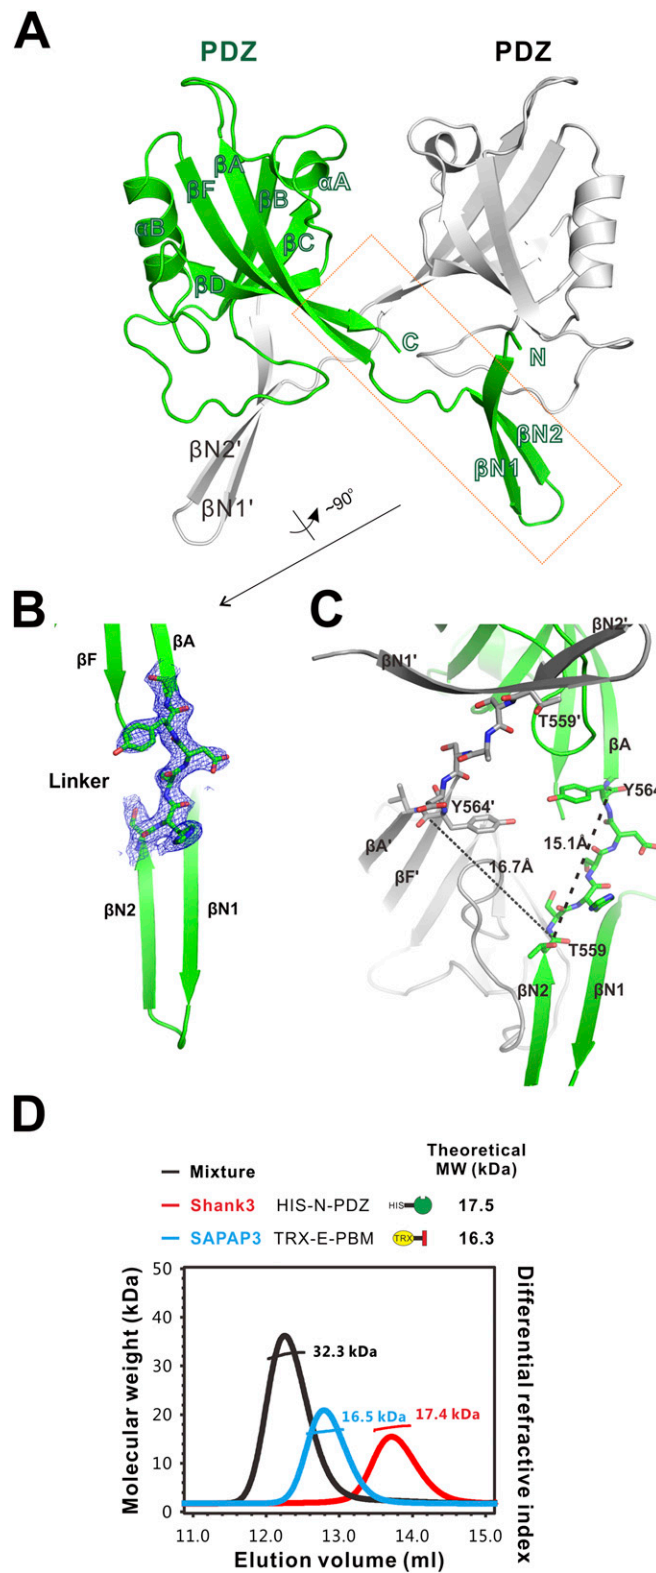 A
PDZ PDZ
βA
βF βB αA
αB βC
βD
C N
βN2
βN1
βN2'
βN1'
~90°
B C
βA
βF
Linker
βN2 βN1
βN2'
βN1'
T559'
βA
Y564' Y564
βA' 15.1Å
βF' 16.7Å
T559
βN2 βN1
D
Theoretical
MW (kDa)
Mixture
Shank3 HIS-N-PDZ HIS 17.5
SAPAP3 TRX-E-PBM TRX 16.3
Molecular weight (kDa)
Differential refractive index
50
40
30
20
10
0
32.3 kDa
16.5 kDa 17.4 kDa
11.0 12.0 13.0 14.0 15.0
Elution volume (ml)